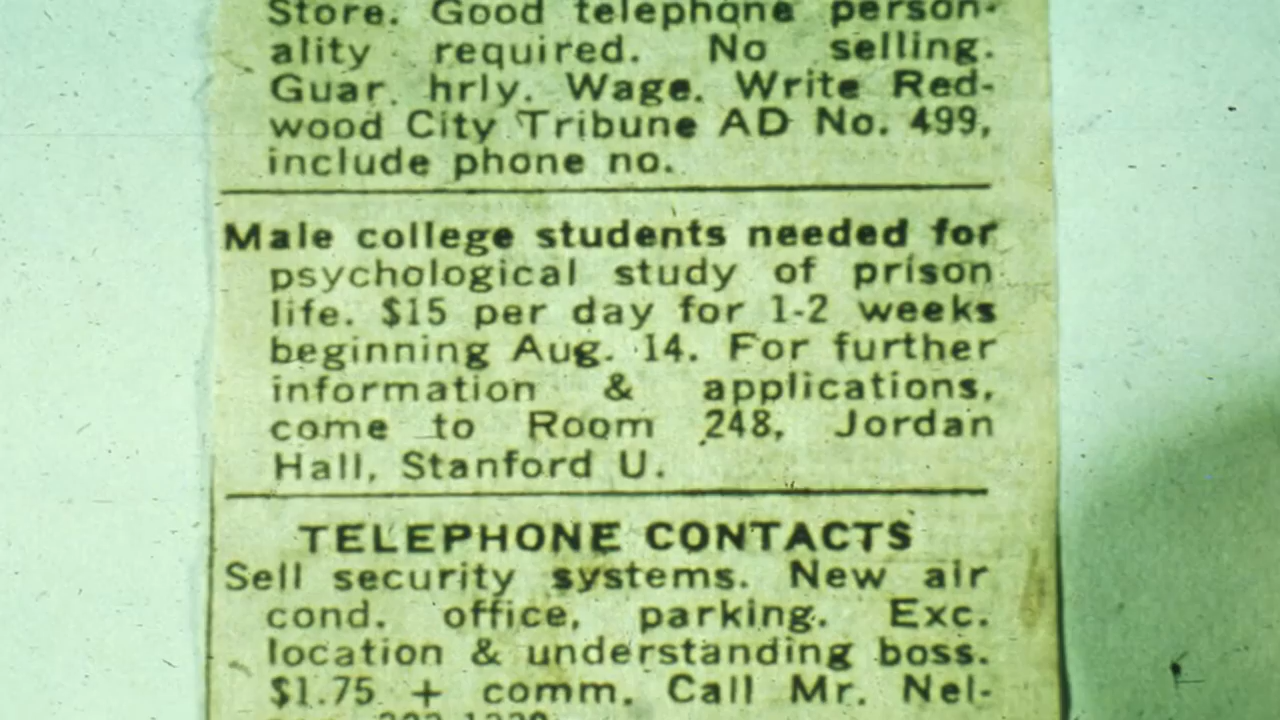 Store. Good telephone person-
ality required. No selling.
Guar. hrly. Wage. Write Red-
wood City Tribune AD No. 499,
include phone no.
Male college students needed for
psychological study of prison
life. $15 per day for 1-2 weeks
beginning Aug. 14. For further
information & applications,
come to Room 248, Jordan
Hall, Stanford U.
TELEPHONE CONTACTS
Sell security systems. New air
cond. office, parking. Exc.
location & understanding boss.
$1.75 + comm. Call Mr. Nel-